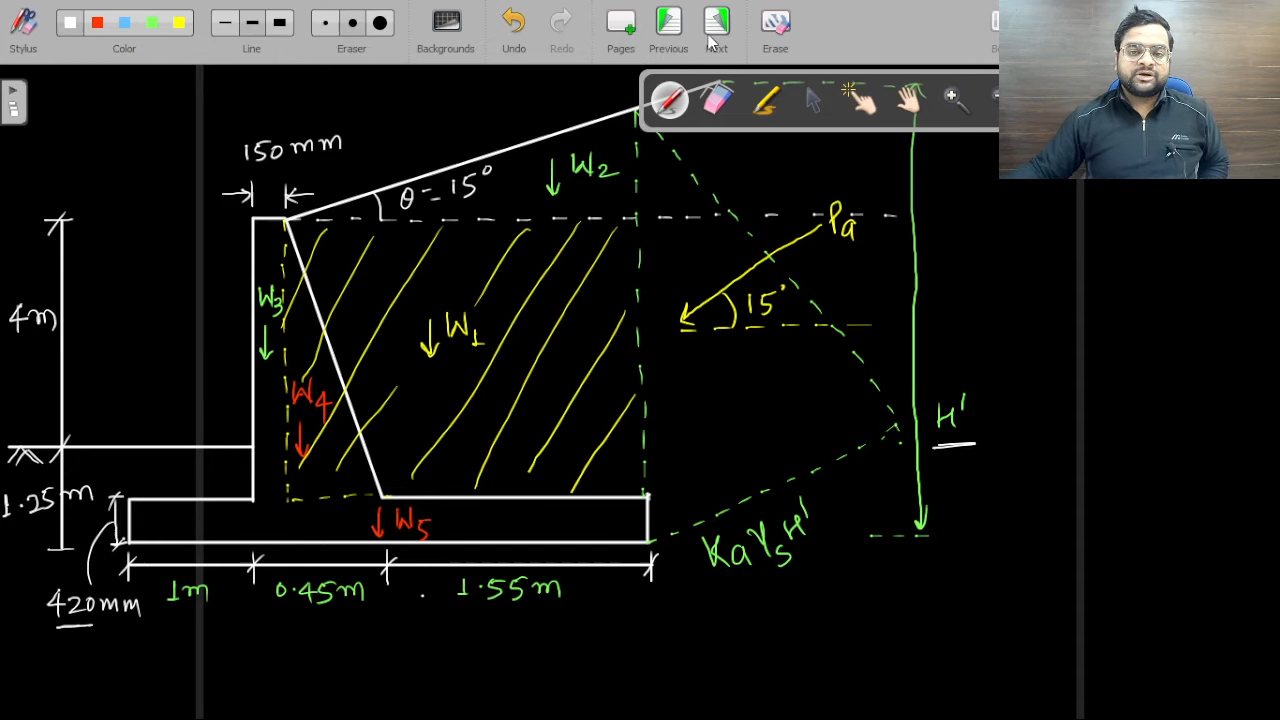 Stylus
Color
Line
Eraser
Backgrounds
Undo
Redo
Pages
Previous
Next
Erase
150 mm
θ = 15°
W2
Pa
15°
W3
W1
4m
W4
H'
1.25 m
W5
KaγsH'
420mm
1m
0.45m
1.55m